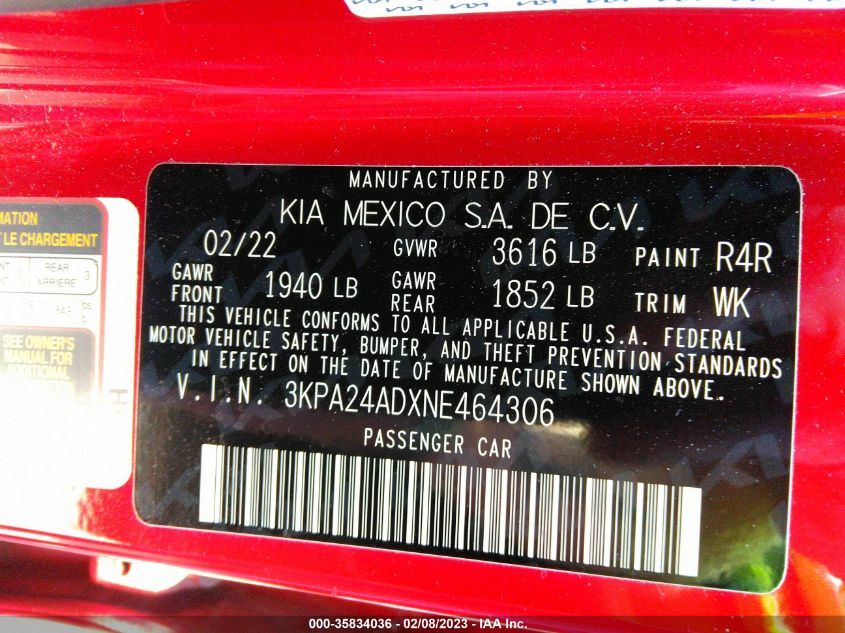 MANUFACTURED BY
KIA MEXICO S.A. DE C.V.
02/22 GVWR 3616 LB PAINT R4R
GAWR FRONT 1940 LB GAWR REAR 1852 LB TRIM WK
THIS VEHICLE CONFORMS TO ALL APPLICABLE U.S.A. FEDERAL
MOTOR VEHICLE SAFETY, BUMPER, AND THEFT PREVENTION STANDARDS
IN EFFECT ON THE DATE OF MANUFACTURE SHOWN ABOVE.
V.I.N. 3KPA24ADXNE464306
PASSENGER CAR
LE CHARGEMENT
REAR 3
ARRIERE
SEE OWNER'S
MANUAL FOR
ADDITIONAL
000-35834036 - 02/08/2023 - IAA Inc.